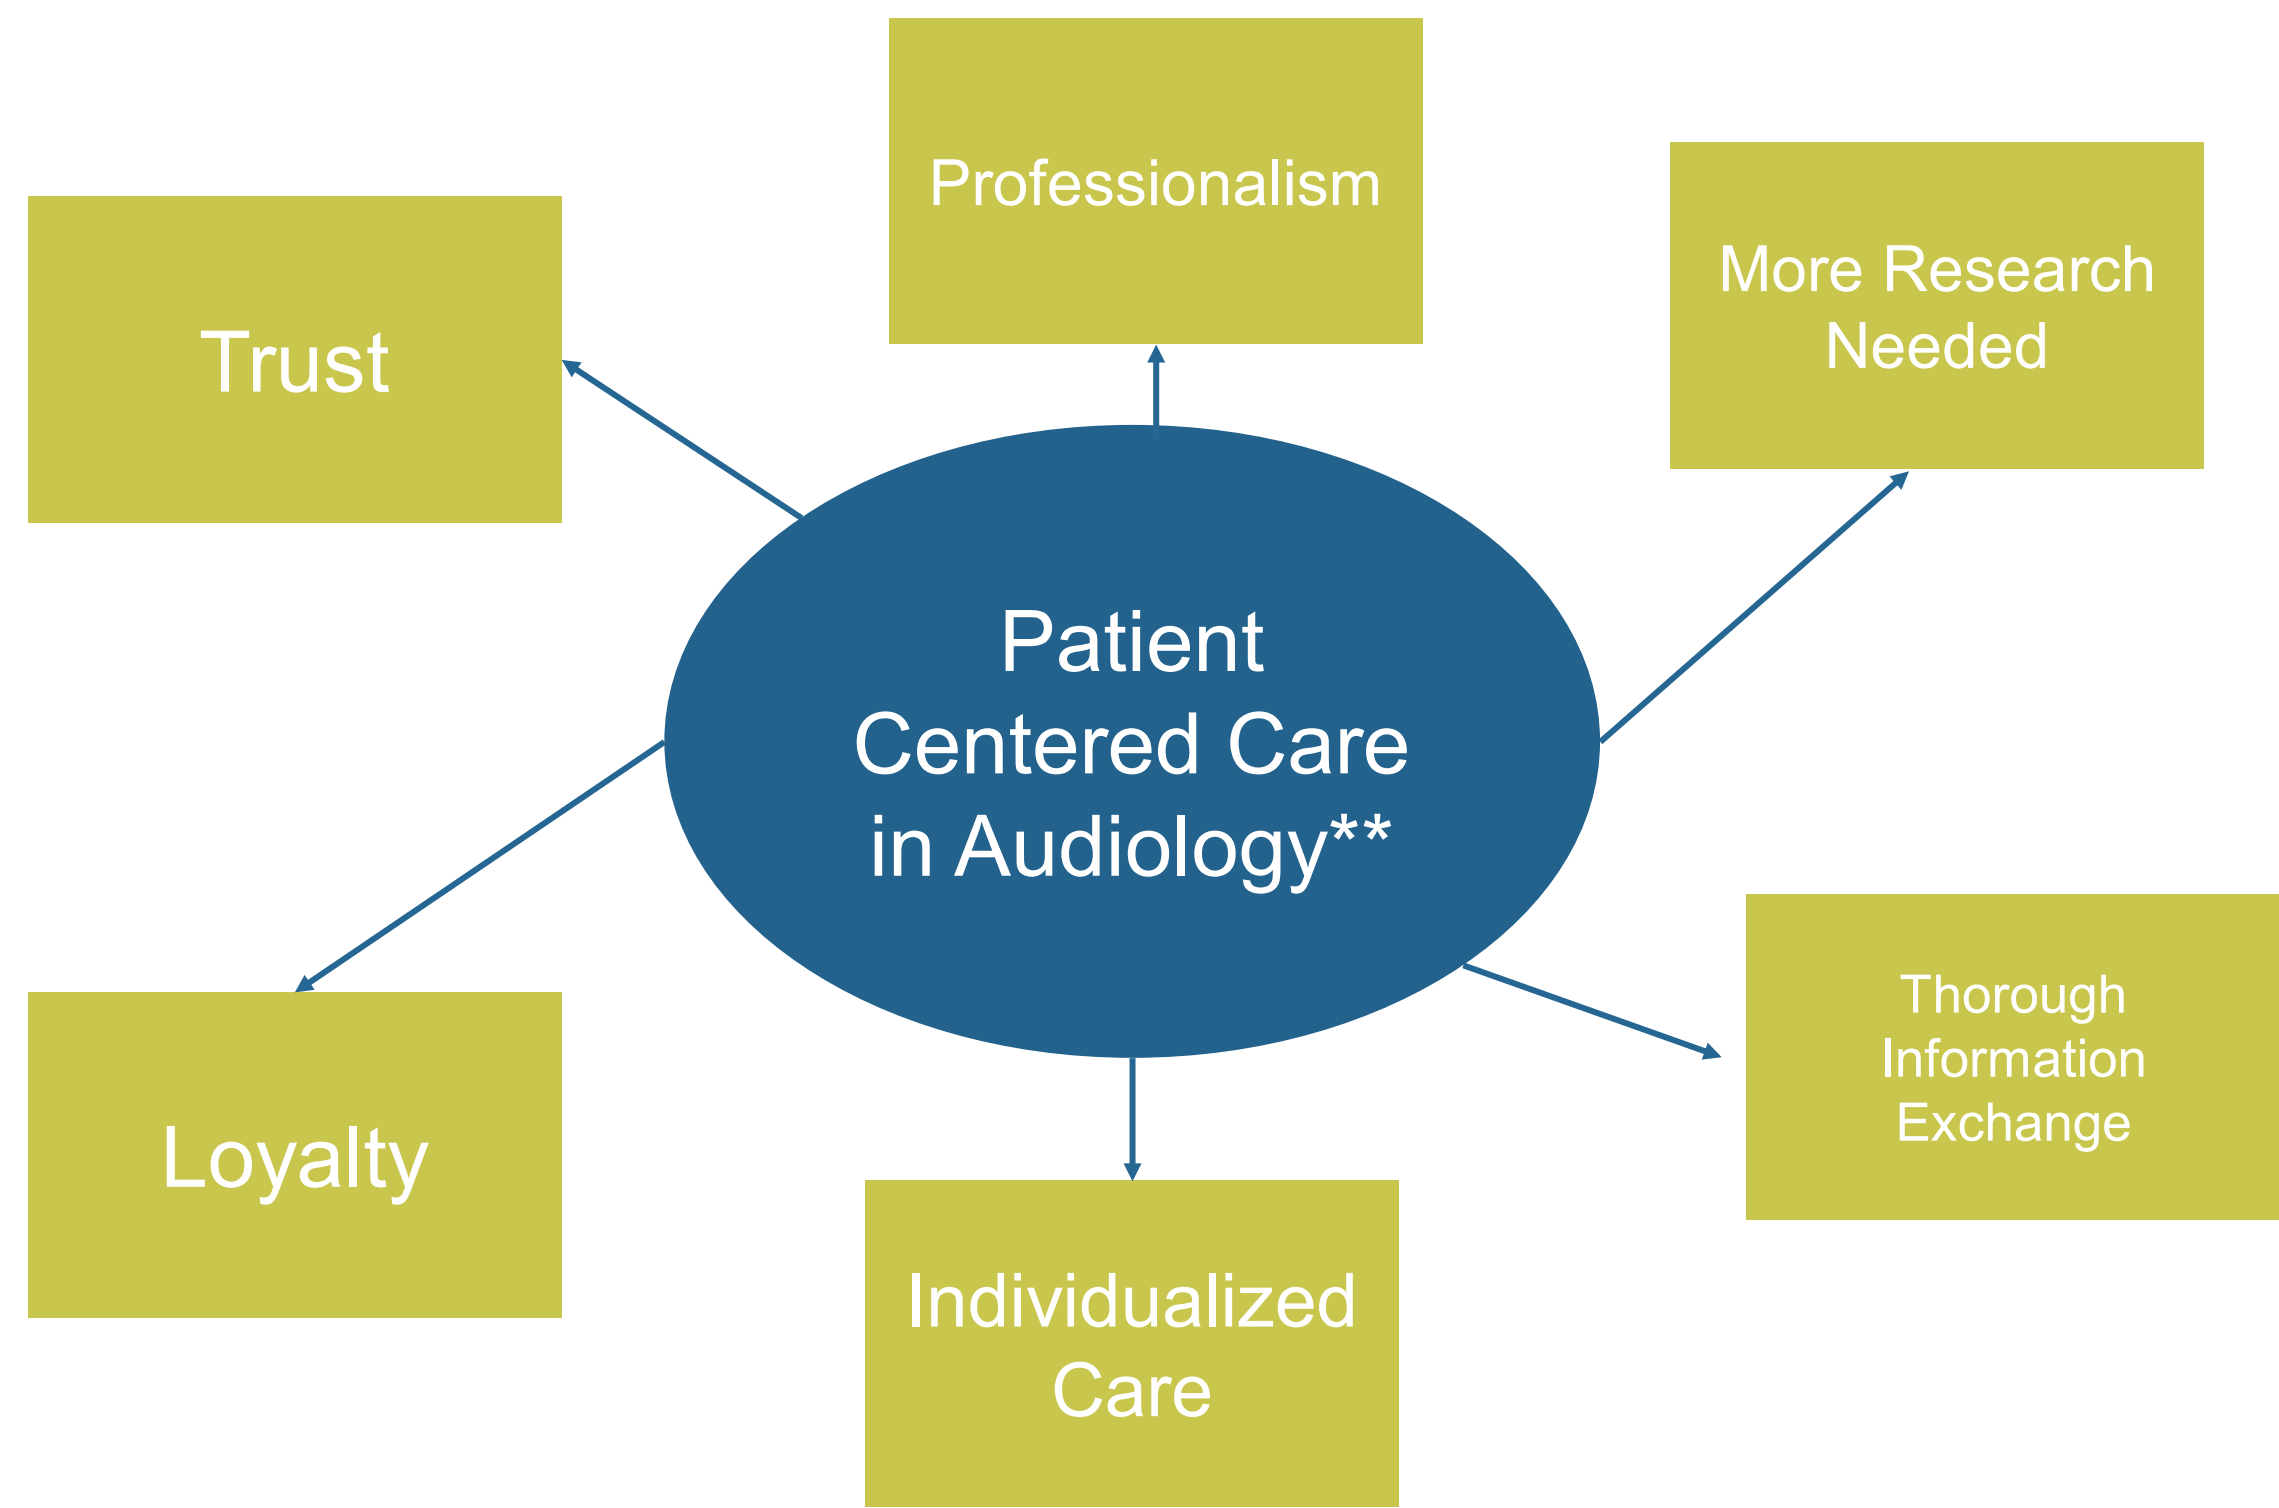 Professionalism
More Research
Needed
Trust
Patient
Centered Care
in Audiology**
Thorough
Information
Exchange
Loyalty
Individualized
Care